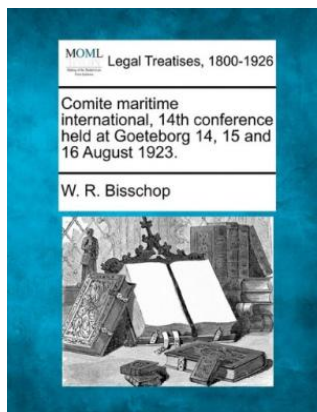 MOML
Legal Treatises, 1800-1926
Comite maritime
international, 14th conference
held at Goeteborg 14, 15 and
16 August 1923.
W. R. Bisschop